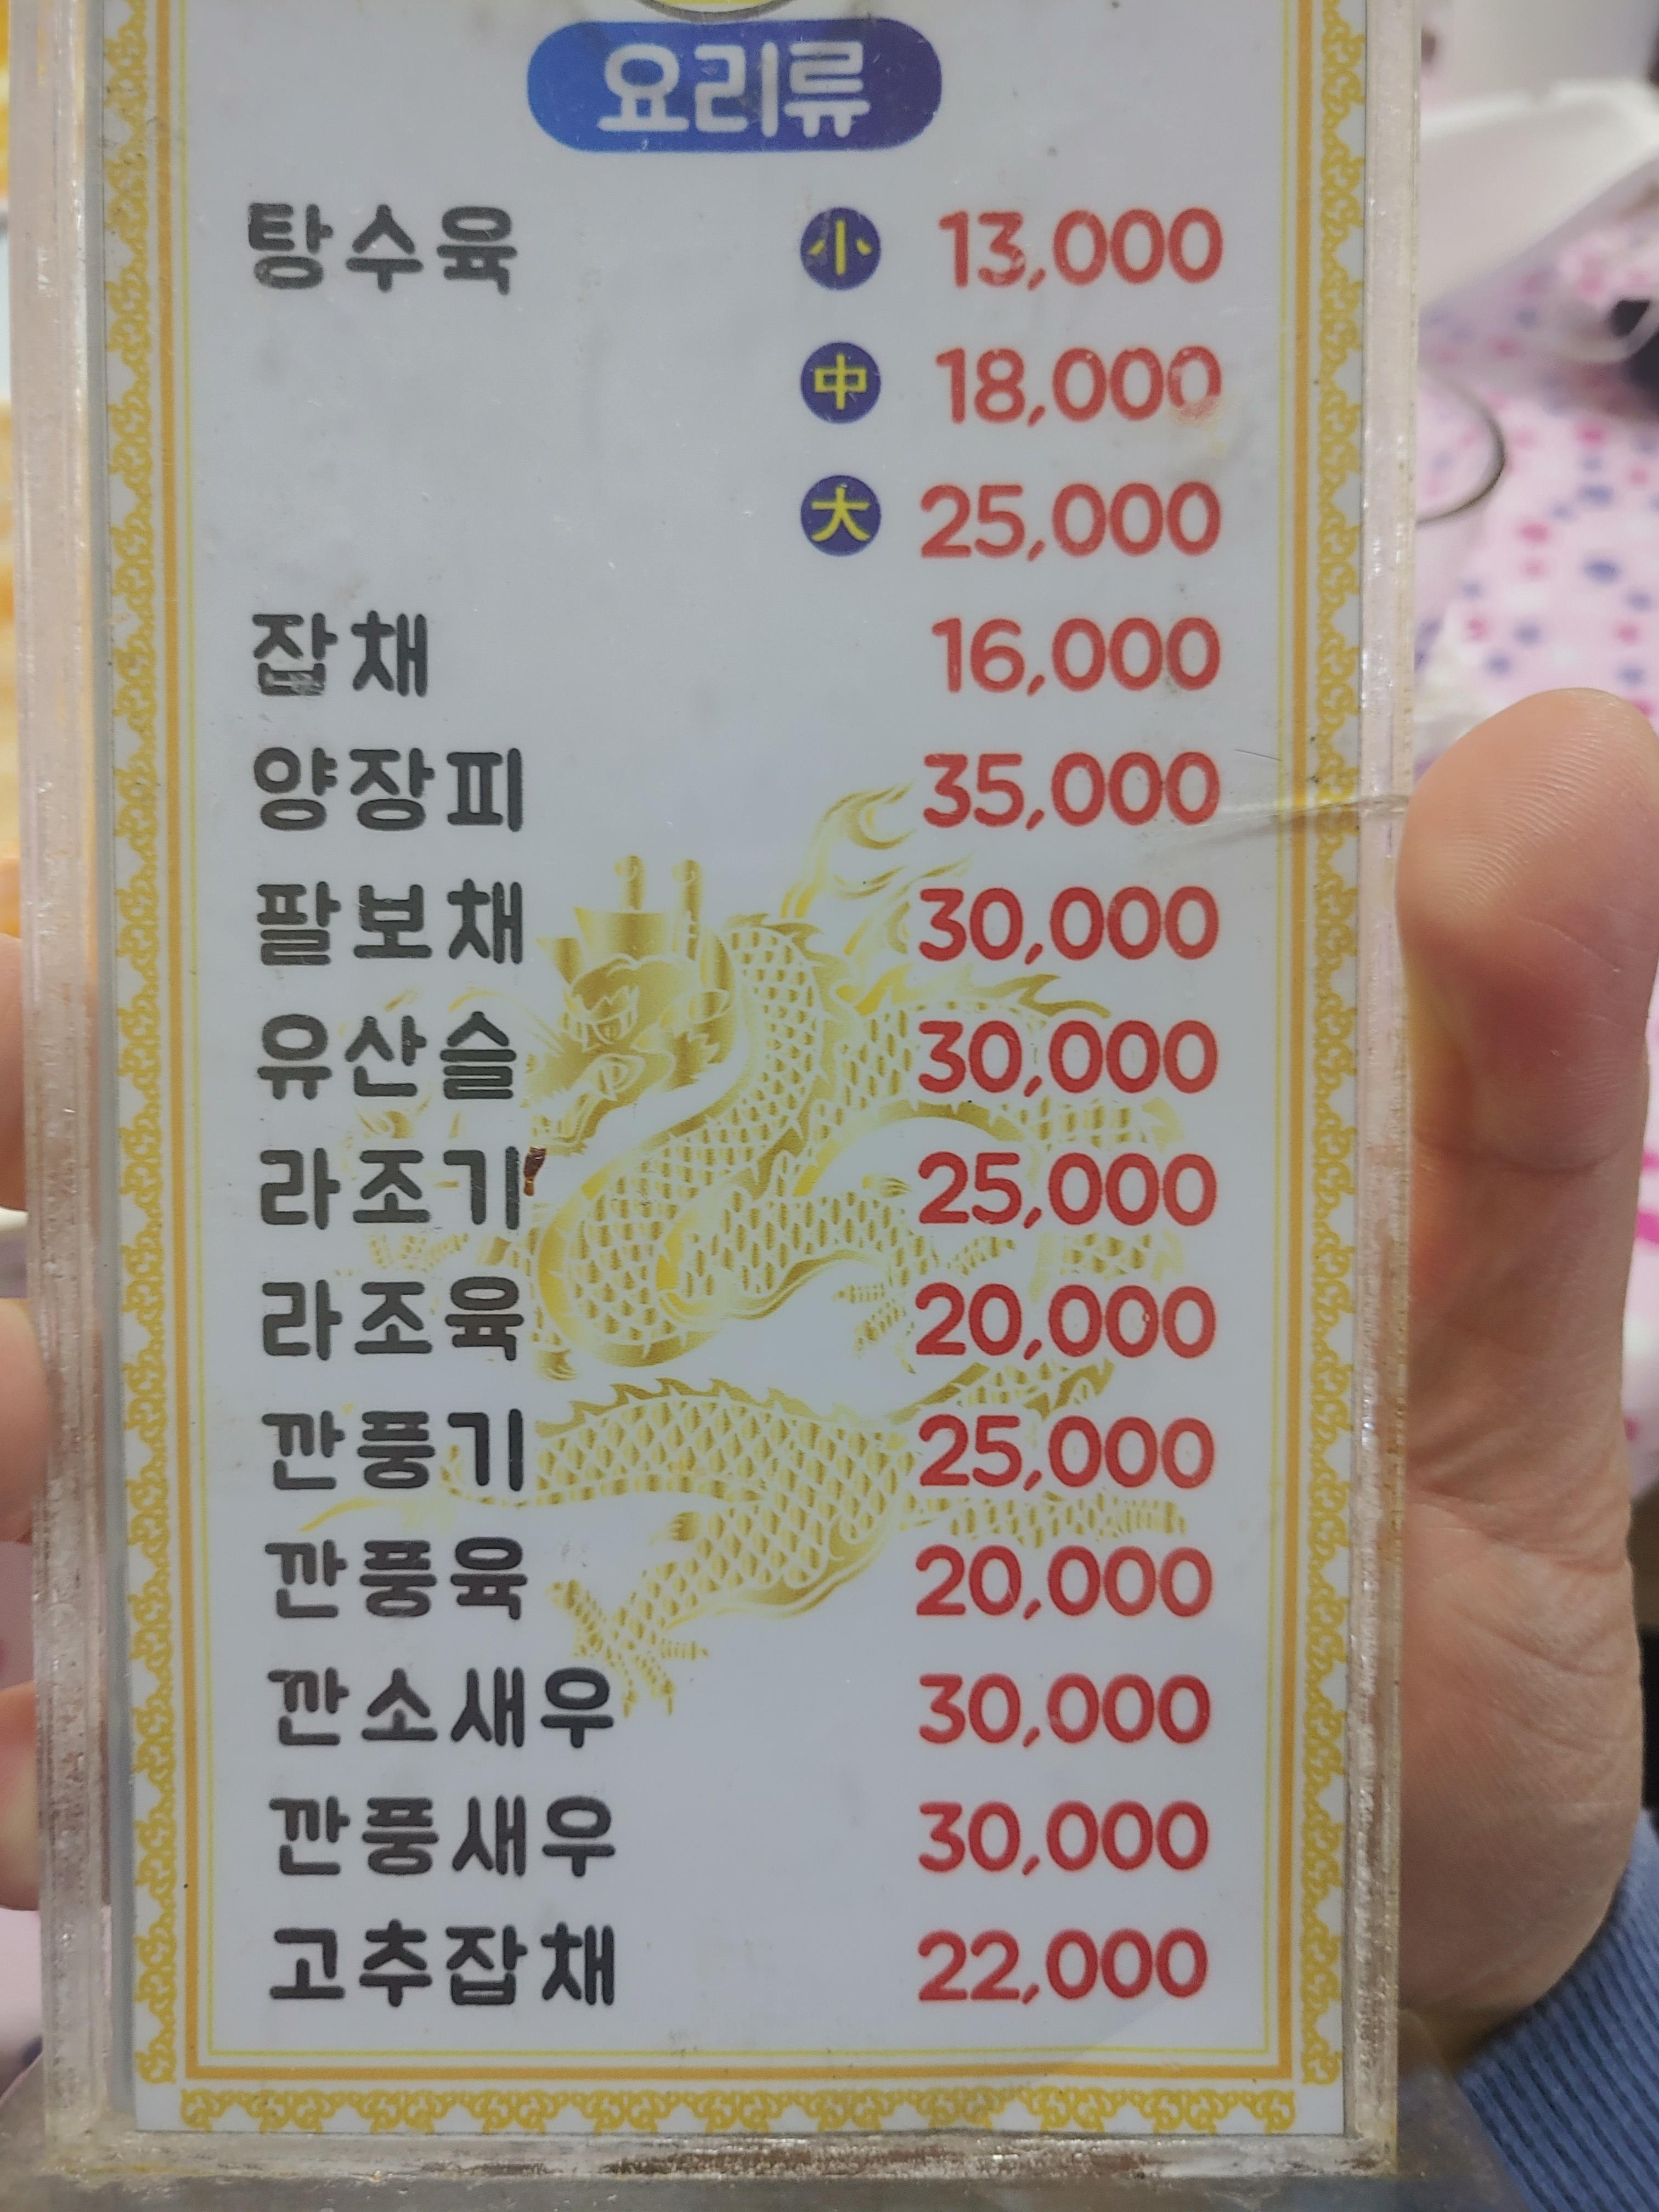 요리류
탕수육 小 13,000
中 18,000
大 25,000
잡채 16,000
양장피 35,000
팔보채 30,000
유산슬 30,000
라조기 25,000
라조육 20,000
깐풍기 25,000
깐풍육 20,000
깐소새우 30,000
깐풍새우 30,000
고추잡채 22,000